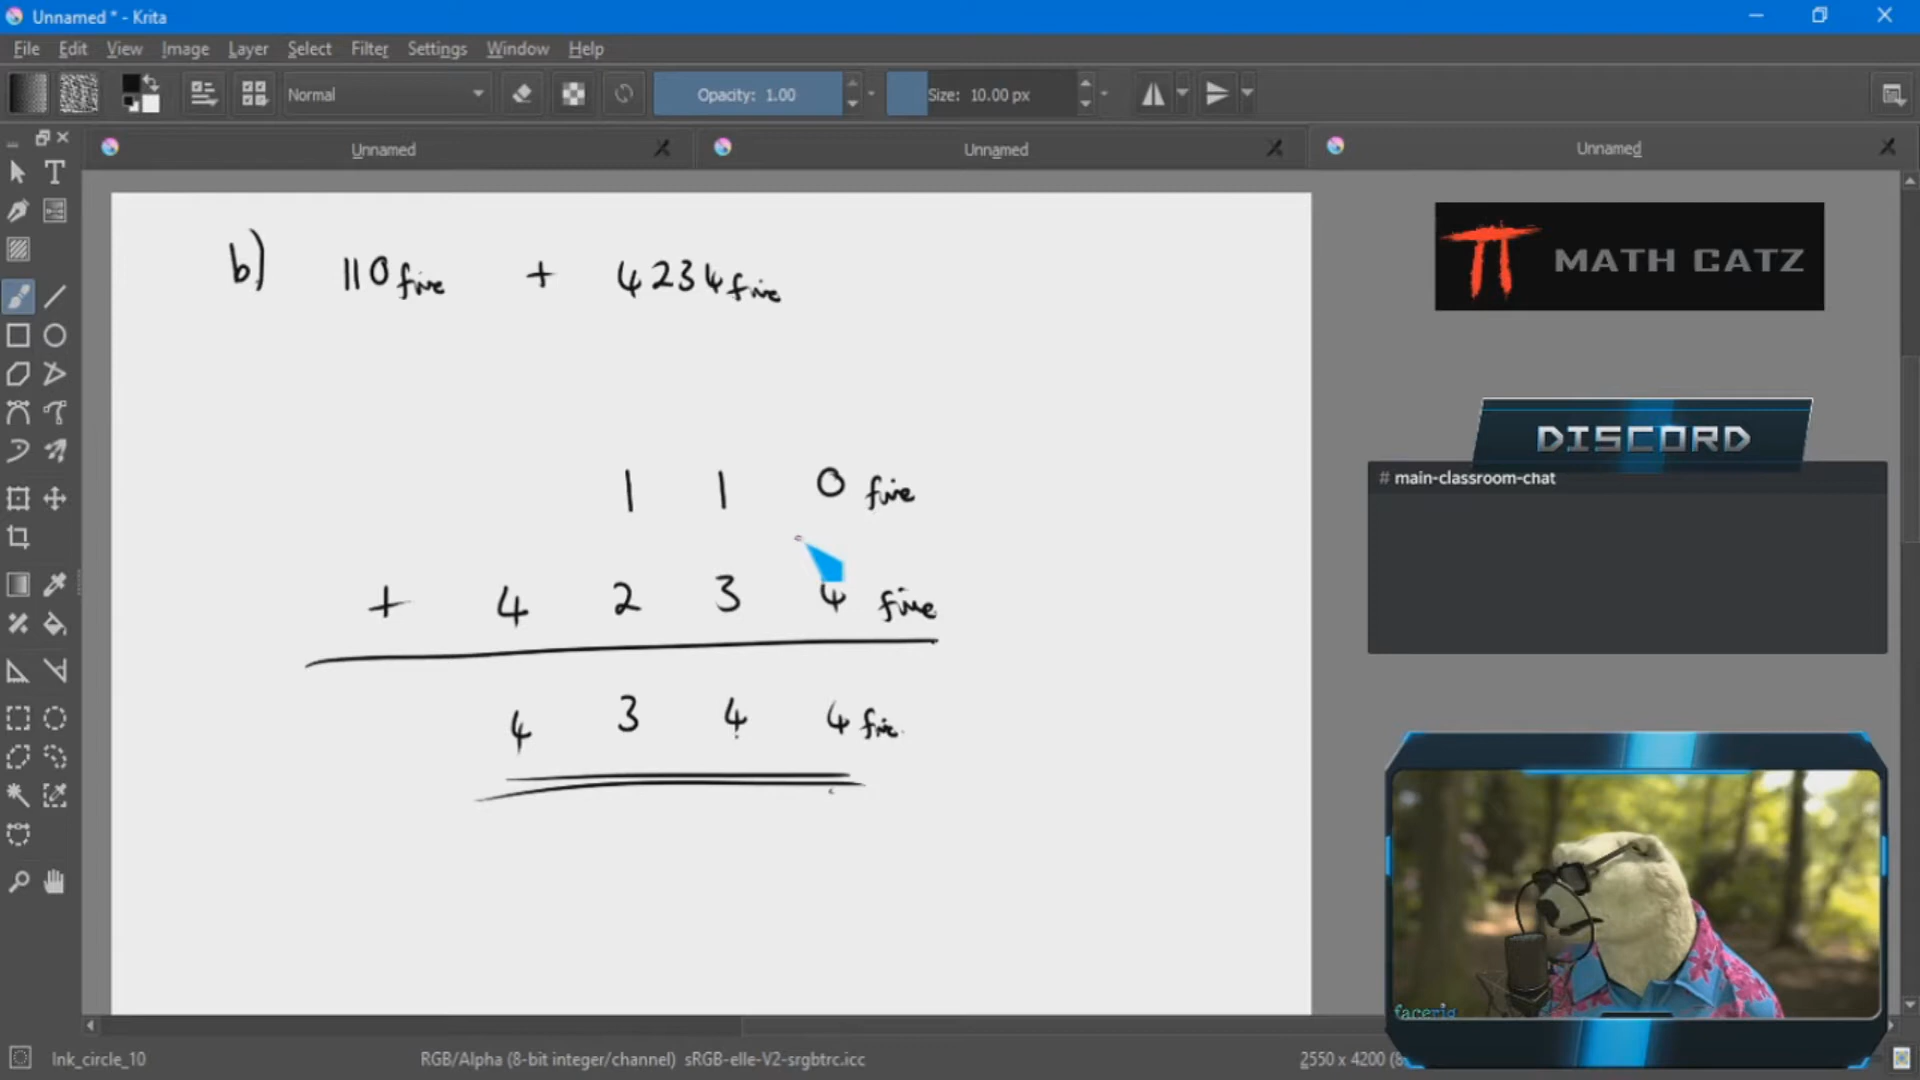 Unnamed * - Krita
File Edit View Image Layer Select Filter Settings Window Help
Normal Opacity: 1.00 Size: 10.00 px
Unnamed Unnamed Unnamed
b) 110five + 4234five
1 1 0 five
+ 4 2 3 4 five
4 3 4 4 five
π MATH CATZ
DISCORD
# main-classroom-chat
facerig
Ink_circle_10 RGB/Alpha (8-bit integer/channel) sRGB-elle-V2-srgbtrc.icc 2550 x 4200 (8